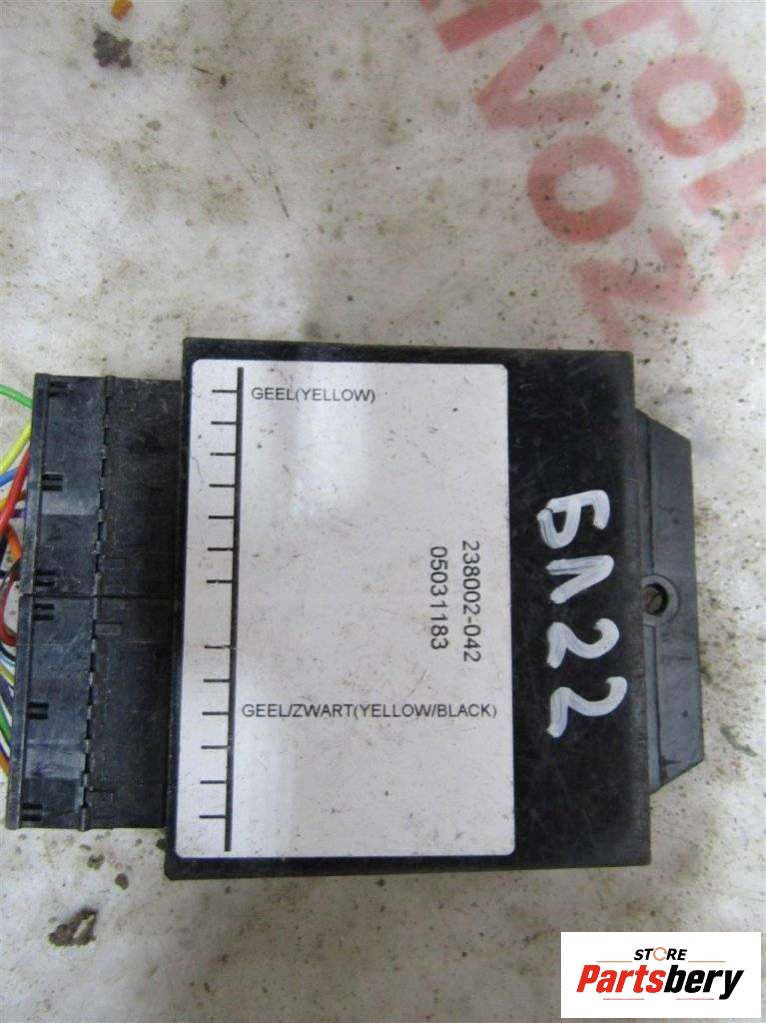 GEEL(YELLOW)
238002-042
05031183
GEEL/ZWART(YELLOW/BLACK)
БЛ22
STORE
Partsbery